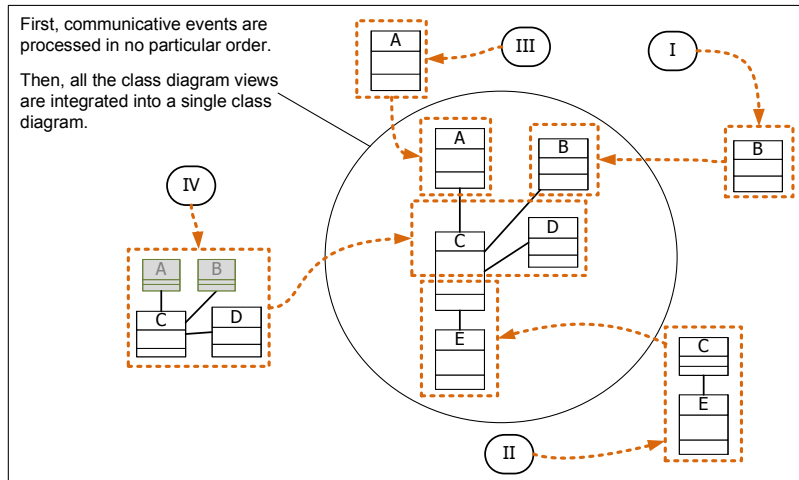 First, communicative events are
processed in no particular order.
Then, all the class diagram views
are integrated into a single class
diagram.
A
III
I
A
B
B
IV
A
B
C
D
C
D
E
C
E
II